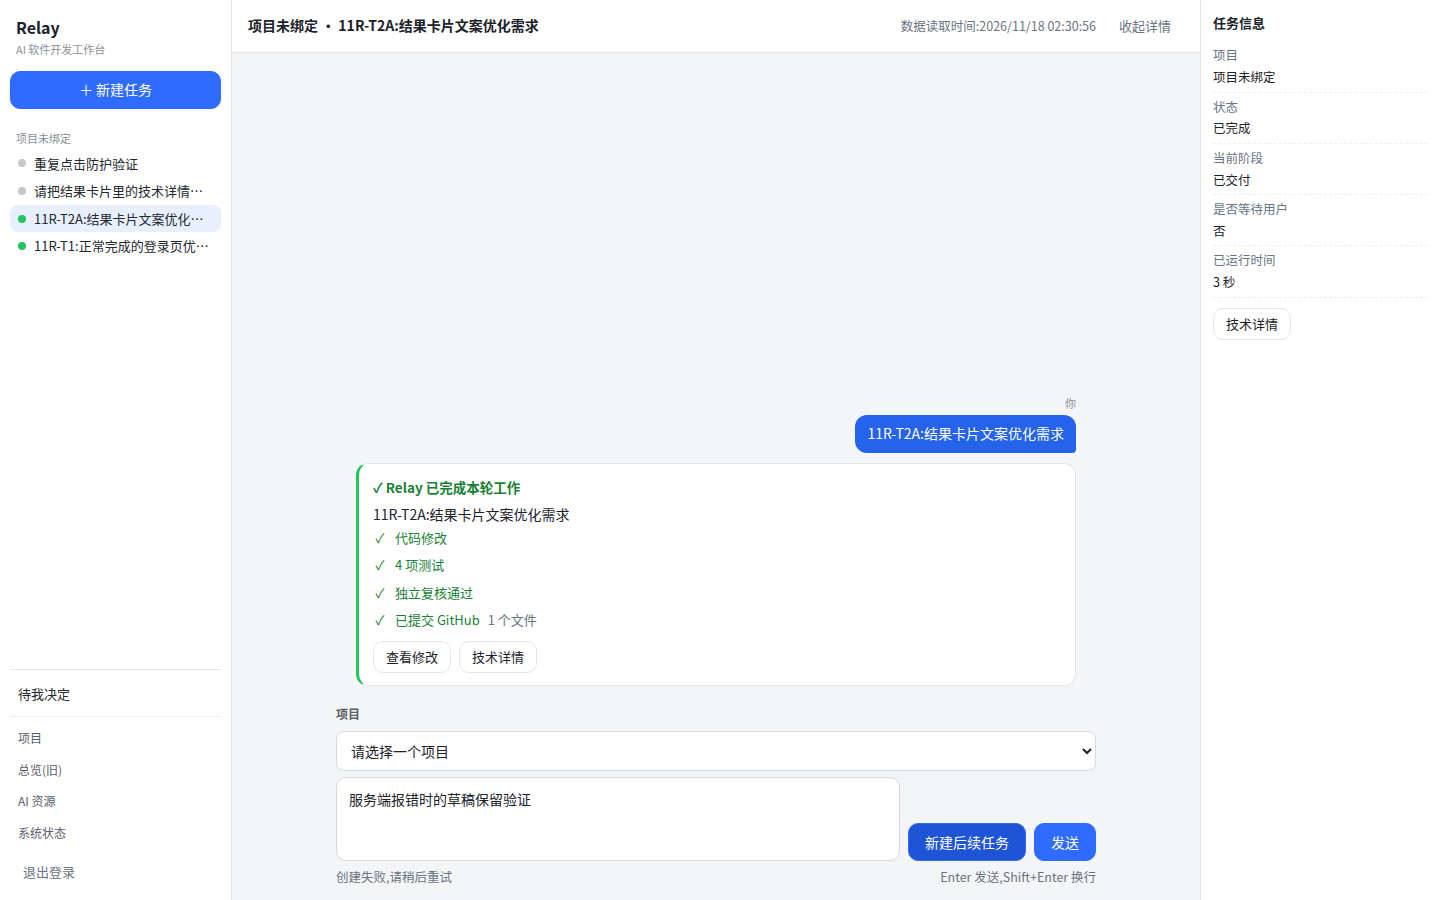 Relay
AI 软件开发工作台
＋ 新建任务
项目未绑定
重复点击防护验证
请把结果卡片里的技术详情…
11R-T2A:结果卡片文案优化…
11R-T1:正常完成的登录页优…
待我决定
项目
总览(旧)
AI 资源
系统状态
退出登录
项目未绑定 · 11R-T2A:结果卡片文案优化需求
数据读取时间:2026/11/18 02:30:56
收起详情
你
11R-T2A:结果卡片文案优化需求
✓ Relay 已完成本轮工作
11R-T2A:结果卡片文案优化需求
✓ 代码修改
✓ 4 项测试
✓ 独立复核通过
✓ 已提交 GitHub 1 个文件
查看修改
技术详情
项目
请选择一个项目
服务端报错时的草稿保留验证
新建后续任务
发送
创建失败,请稍后重试
Enter 发送,Shift+Enter 换行
任务信息
项目
项目未绑定
状态
已完成
当前阶段
已交付
是否等待用户
否
已运行时间
3 秒
技术详情